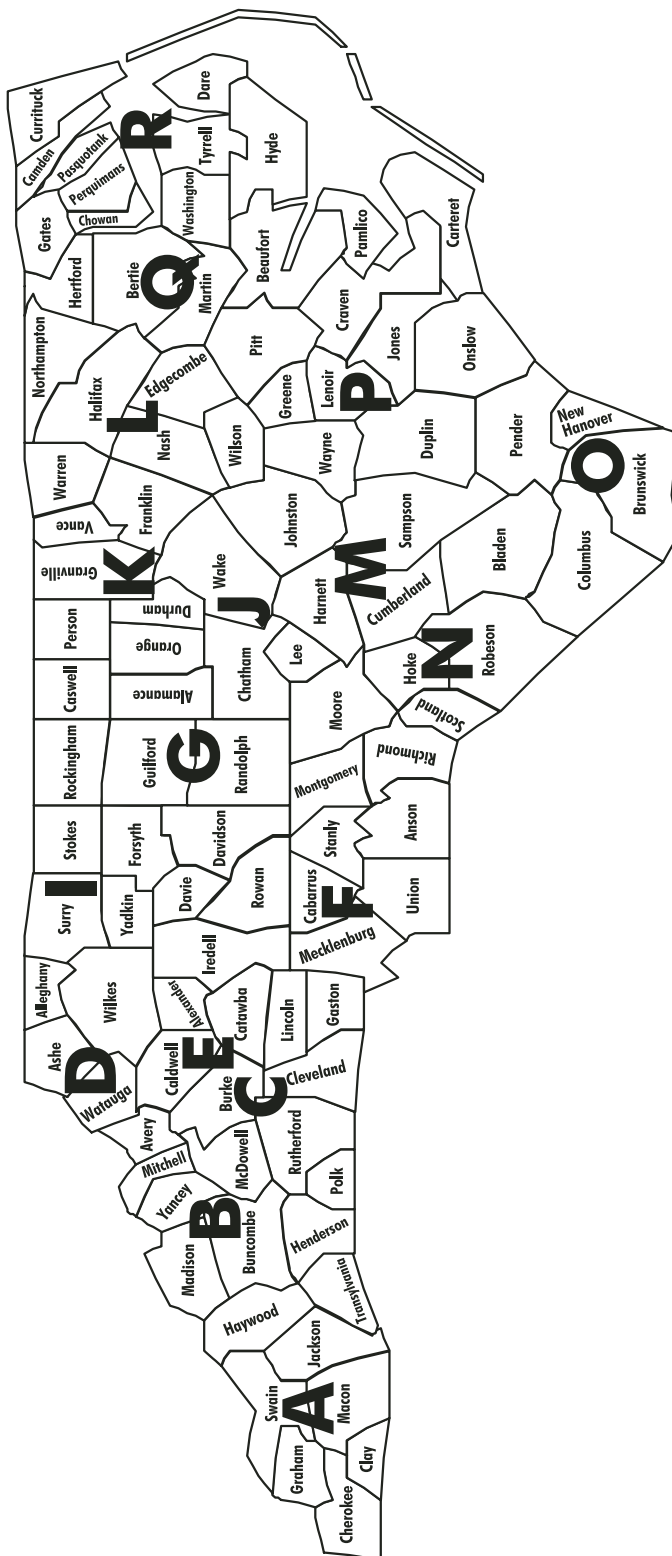 Cherokee
Graham
Clay
Swain
A
Macon
Jackson
Haywood
Transylvania
Madison
B
Buncombe
Henderson
Yancey
Mitchell
Avery
McDowell
Polk
Rutherford
Watauga
Ashe
D
Caldwell
Burke
C
Cleveland
Alleghany
Wilkes
Alexander
E
Catawba
Lincoln
Gaston
Surry
I
Yadkin
Iredell
Mecklenburg
Stokes
Forsyth
Davie
Rowan
Davidson
Cabarrus
F
Union
Stanly
Anson
Rockingham
Guilford
G
Randolph
Montgomery
Richmond
Caswell
Alamance
Chatham
Moore
Scotland
Person
Orange
Durham
Lee
Hoke
N
Robeson
Granville
K
Wake
J
Harnett
M
Cumberland
Vance
Warren
Franklin
Johnston
Sampson
Bladen
Columbus
Northampton
Halifax
L
Nash
Edgecombe
Wilson
Wayne
Duplin
Pender
New
Hanover
O
Brunswick
Hertford
Bertie
Q
Martin
Pitt
Greene
Lenoir
P
Jones
Onslow
Gates
Chowan
Perquimans
Pasquotank
Camden
Currituck
R
Washington
Tyrrell
Dare
Beaufort
Hyde
Craven
Pamlico
Carteret